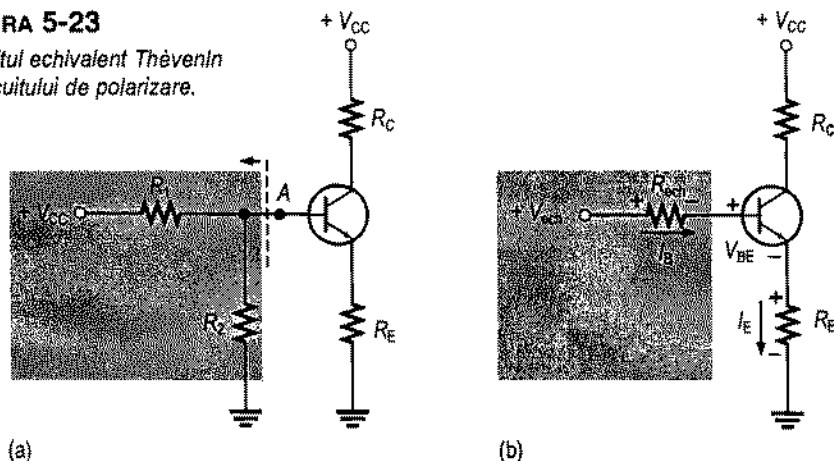 RA 5-23
tul echivalent Thèvenin
cuitului de polarizare.
+ VCC
RC
R1
A
+ VCC
R2
RE
(a)
+ VCC
RC
Rech
+ -
+ Vech
IB
+
VBE
-
+
IE
RE
-
(b)